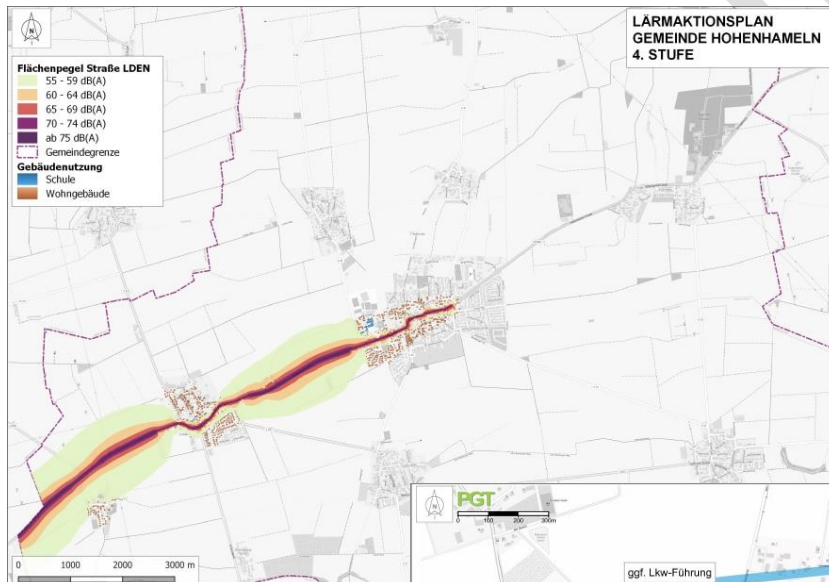 LÄRMAKTIONSPLAN
GEMEINDE HOHENHAMELN
4. STUFE
Flächenpegel Straße LDEN
55 - 59 dB(A)
60 - 64 dB(A)
65 - 69 dB(A)
70 - 74 dB(A)
ab 75 dB(A)
Gemeindegrenze
Gebäudenutzung
Schule
Wohngebäude
0 1000 2000 3000 m
PGT
0 100 200 300m
ggf. Lkw-Führung